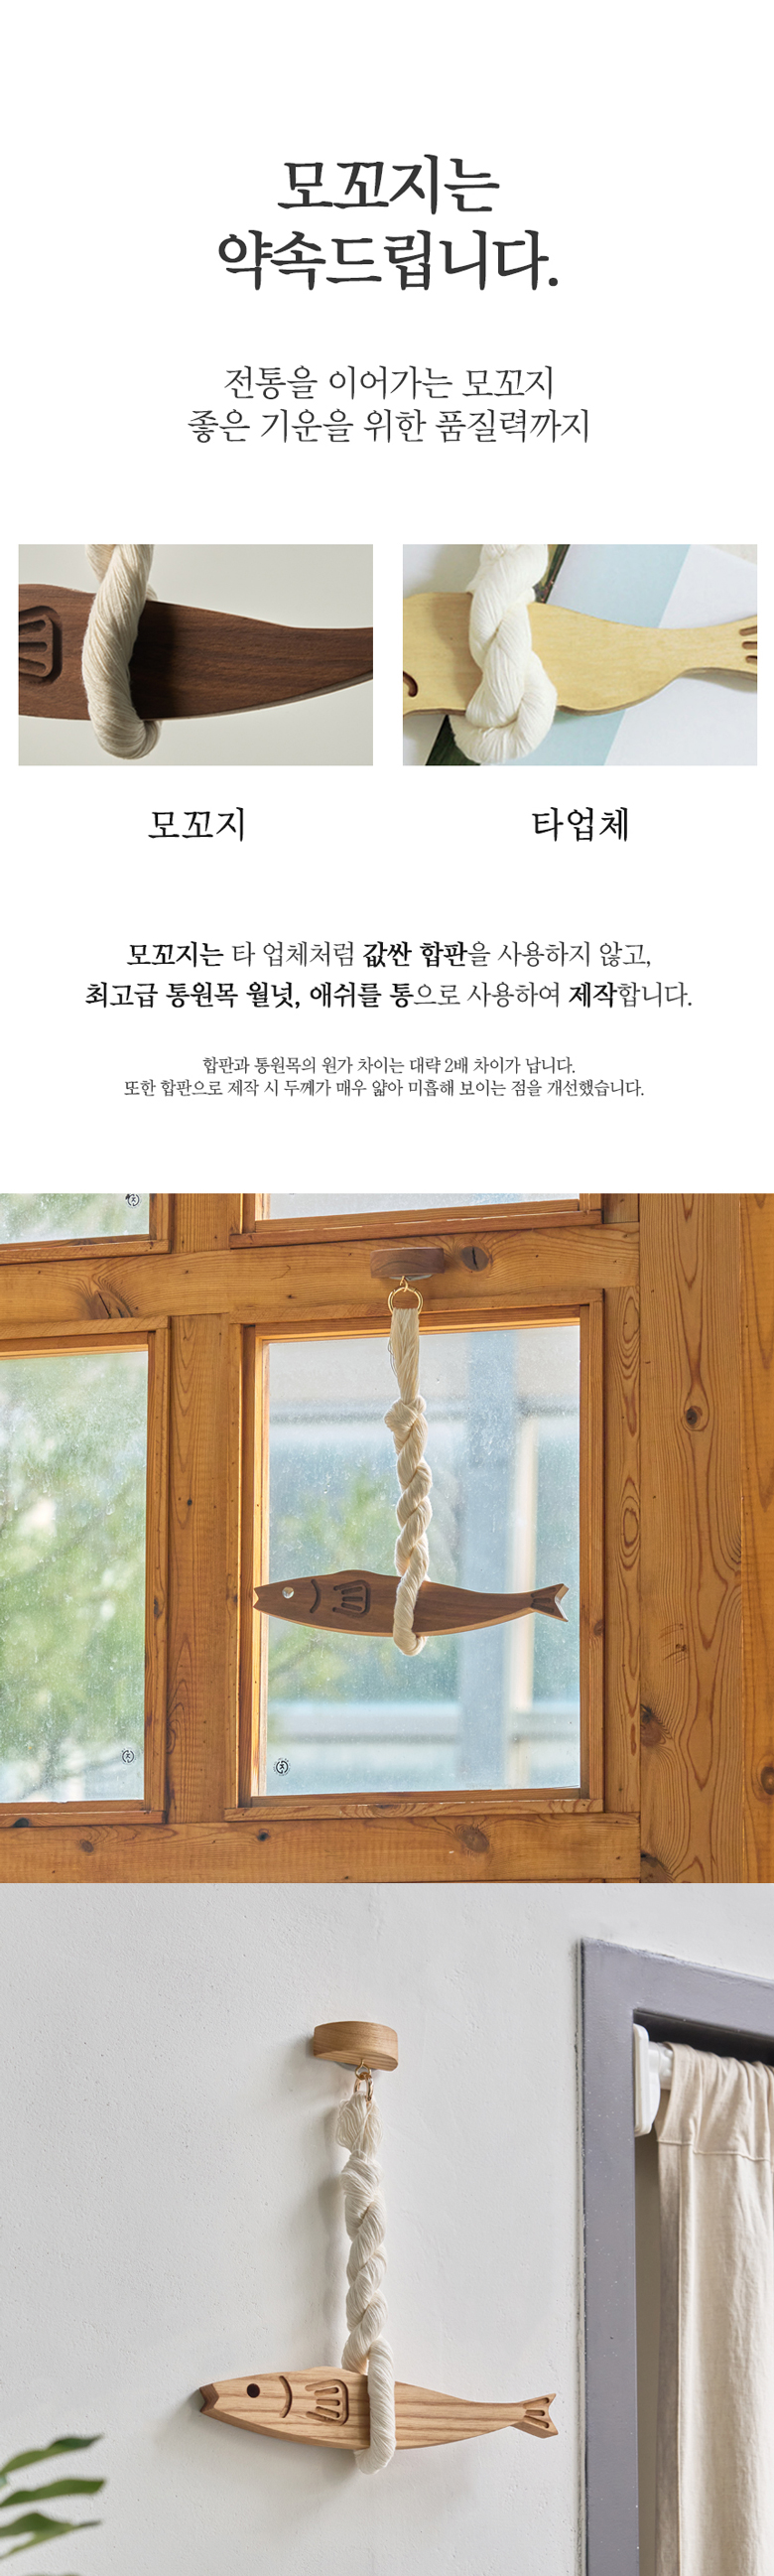 모꼬지는
약속드립니다.
전통을 이어가는 모꼬지
좋은 기운을 위한 품질력까지
모꼬지
타업체
모꼬지는 타 업체처럼 값싼 합판을 사용하지 않고,
최고급 통원목 월넛, 애쉬를 통으로 사용하여 제작합니다.
합판과 통원목의 원가 차이는 대략 2배 차이가 납니다.
또한 합판으로 제작 시 두께가 매우 얇아 미흡해 보이는 점을 개선했습니다.